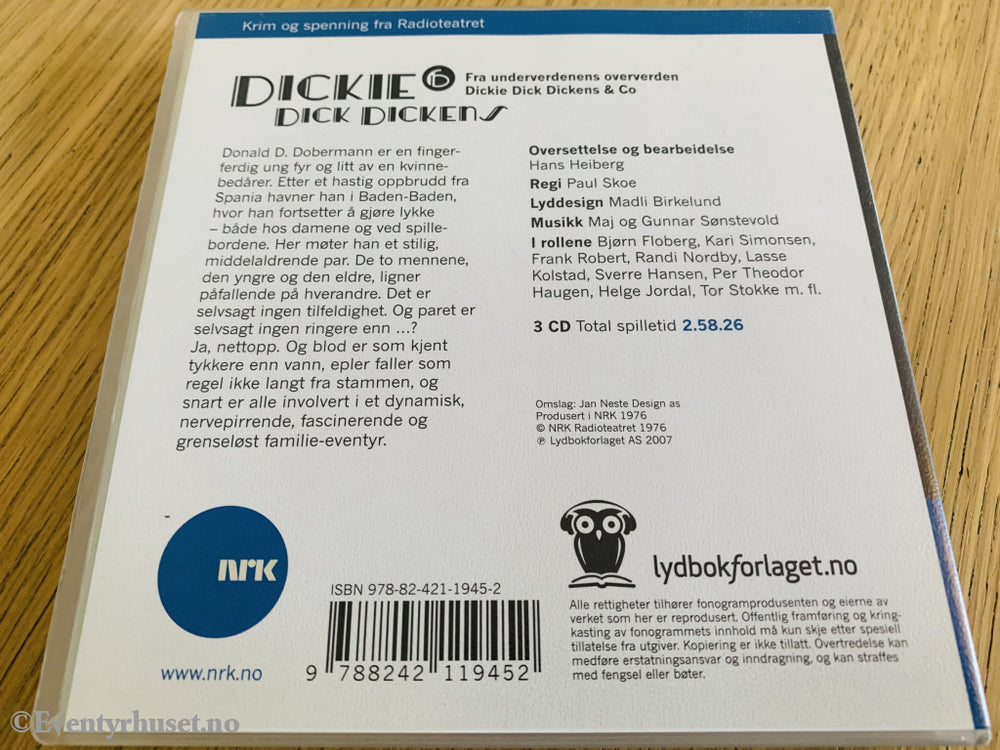 Krim og spenning fra Radioteatret
DICKIE
DICK DICKENS
Fra underverdenens oververden
Dickie Dick Dickens & Co
Donald D. Dobermann er en finger-
ferdig ung fyr og litt av en kvinne-
bedårer. Etter et hastig oppbrudd fra
Spania havner han i Baden-Baden,
hvor han fortsetter å gjøre lykke
– både hos damene og ved spille-
bordene. Her møter han et stilig,
middelaldrende par. De to mennene,
den yngre og den eldre, ligner
påfallende på hverandre. Det er
selvsagt ingen tilfeldighet. Og paret er
selvsagt ingen ringere enn ...?
Ja, nettopp. Og blod er som kjent
tykkere enn vann, epler faller som
regel ikke langt fra stammen, og
snart er alle involvert i et dynamisk,
nervepirrende, fascinerende og
grenseløst familie-eventyr.
Oversettelse og bearbeidelse
Hans Heiberg
Regi Paul Skoe
Lyddesign Madli Birkelund
Musikk Maj og Gunnar Sønstevold
I rollene Bjørn Floberg, Kari Simonsen,
Frank Robert, Randi Nordby, Lasse
Kolstad, Sverre Hansen, Per Theodor
Haugen, Helge Jordal, Tor Stokke m. fl.
3 CD Total spilletid 2.58.26
Omslag: Jan Neste Design as
Produsert i NRK 1976
© NRK Radioteatret 1976
℗ Lydbokforlaget AS 2007
NRK
www.nrk.no
ISBN 978-82-421-1945-2
9 788242 119452
lydbokforlaget.no
Alle rettigheter tilhører fonogramprodusenten og eierne av
verket som her er reprodusert. Offentlig framføring og kring-
kasting av fonogrammets innhold må kun skje etter spesiell
tillatelse fra utgiver. Kopiering er ikke tillatt. Overtredelse kan
medføre erstatningsansvar og inndragning, og kan straffes
med fengsel eller bøter.
©Eventyrhuset.no